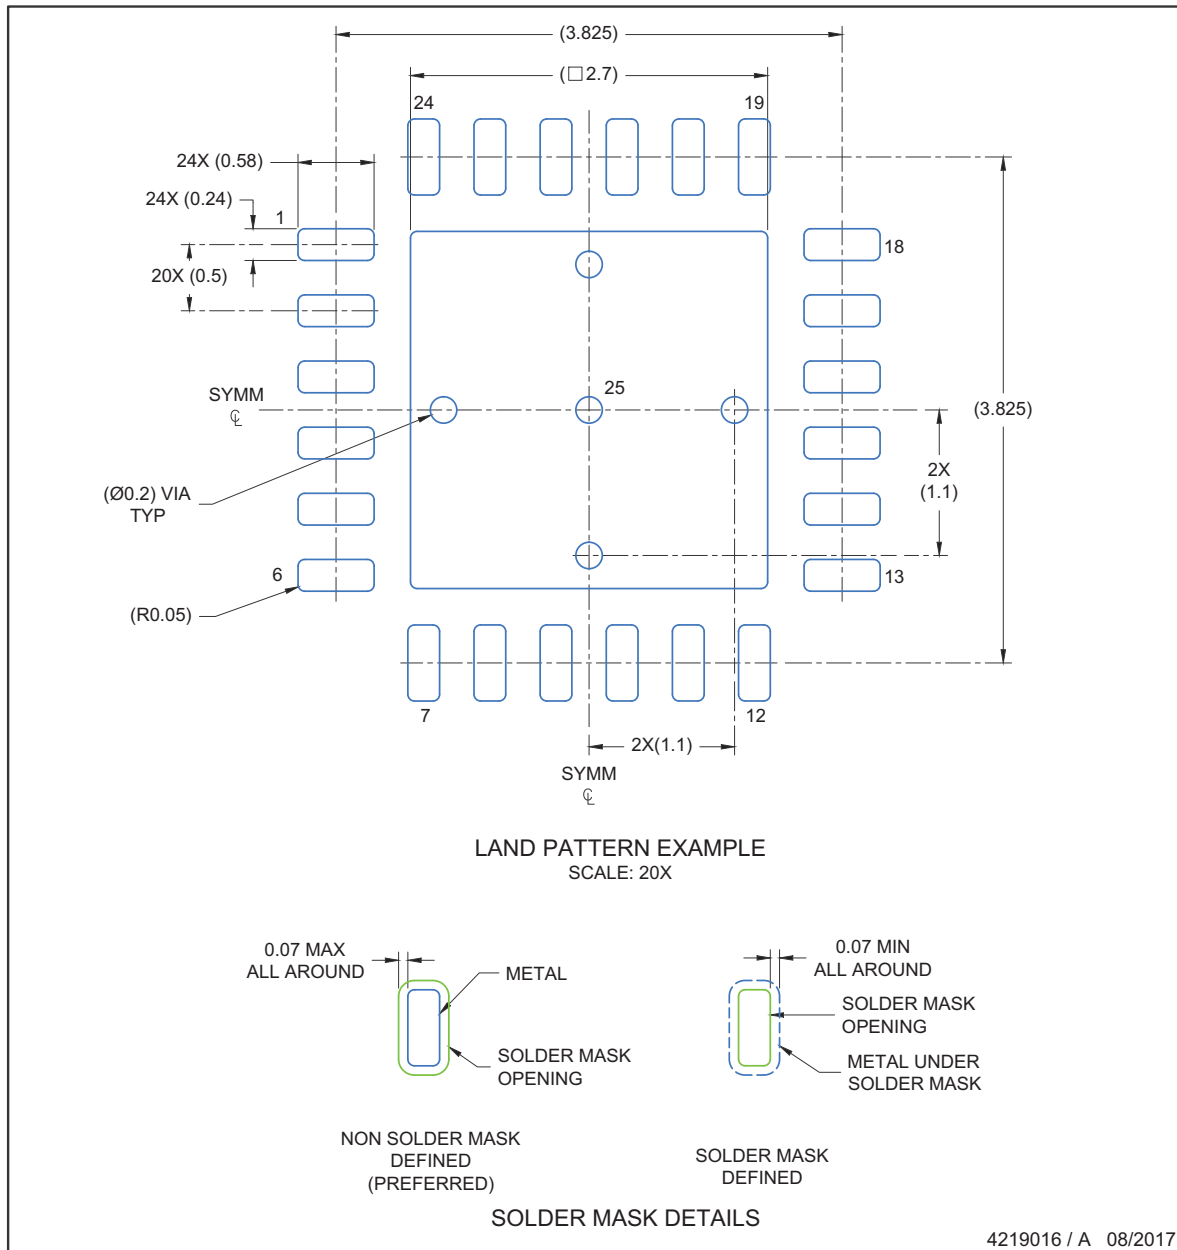 (3.825)
(□2.7)
24
19
24X (0.58)
24X (0.24)
1
18
20X (0.5)
SYMM
℄
25
(3.825)
2X
(1.1)
(Ø0.2) VIA
TYP
6
13
(R0.05)
7
12
2X(1.1)
SYMM
℄
LAND PATTERN EXAMPLE
SCALE: 20X
0.07 MAX
ALL AROUND
METAL
SOLDER MASK
OPENING
NON SOLDER MASK
DEFINED
(PREFERRED)
0.07 MIN
ALL AROUND
SOLDER MASK
OPENING
METAL UNDER
SOLDER MASK
SOLDER MASK
DEFINED
SOLDER MASK DETAILS
4219016 / A 08/2017